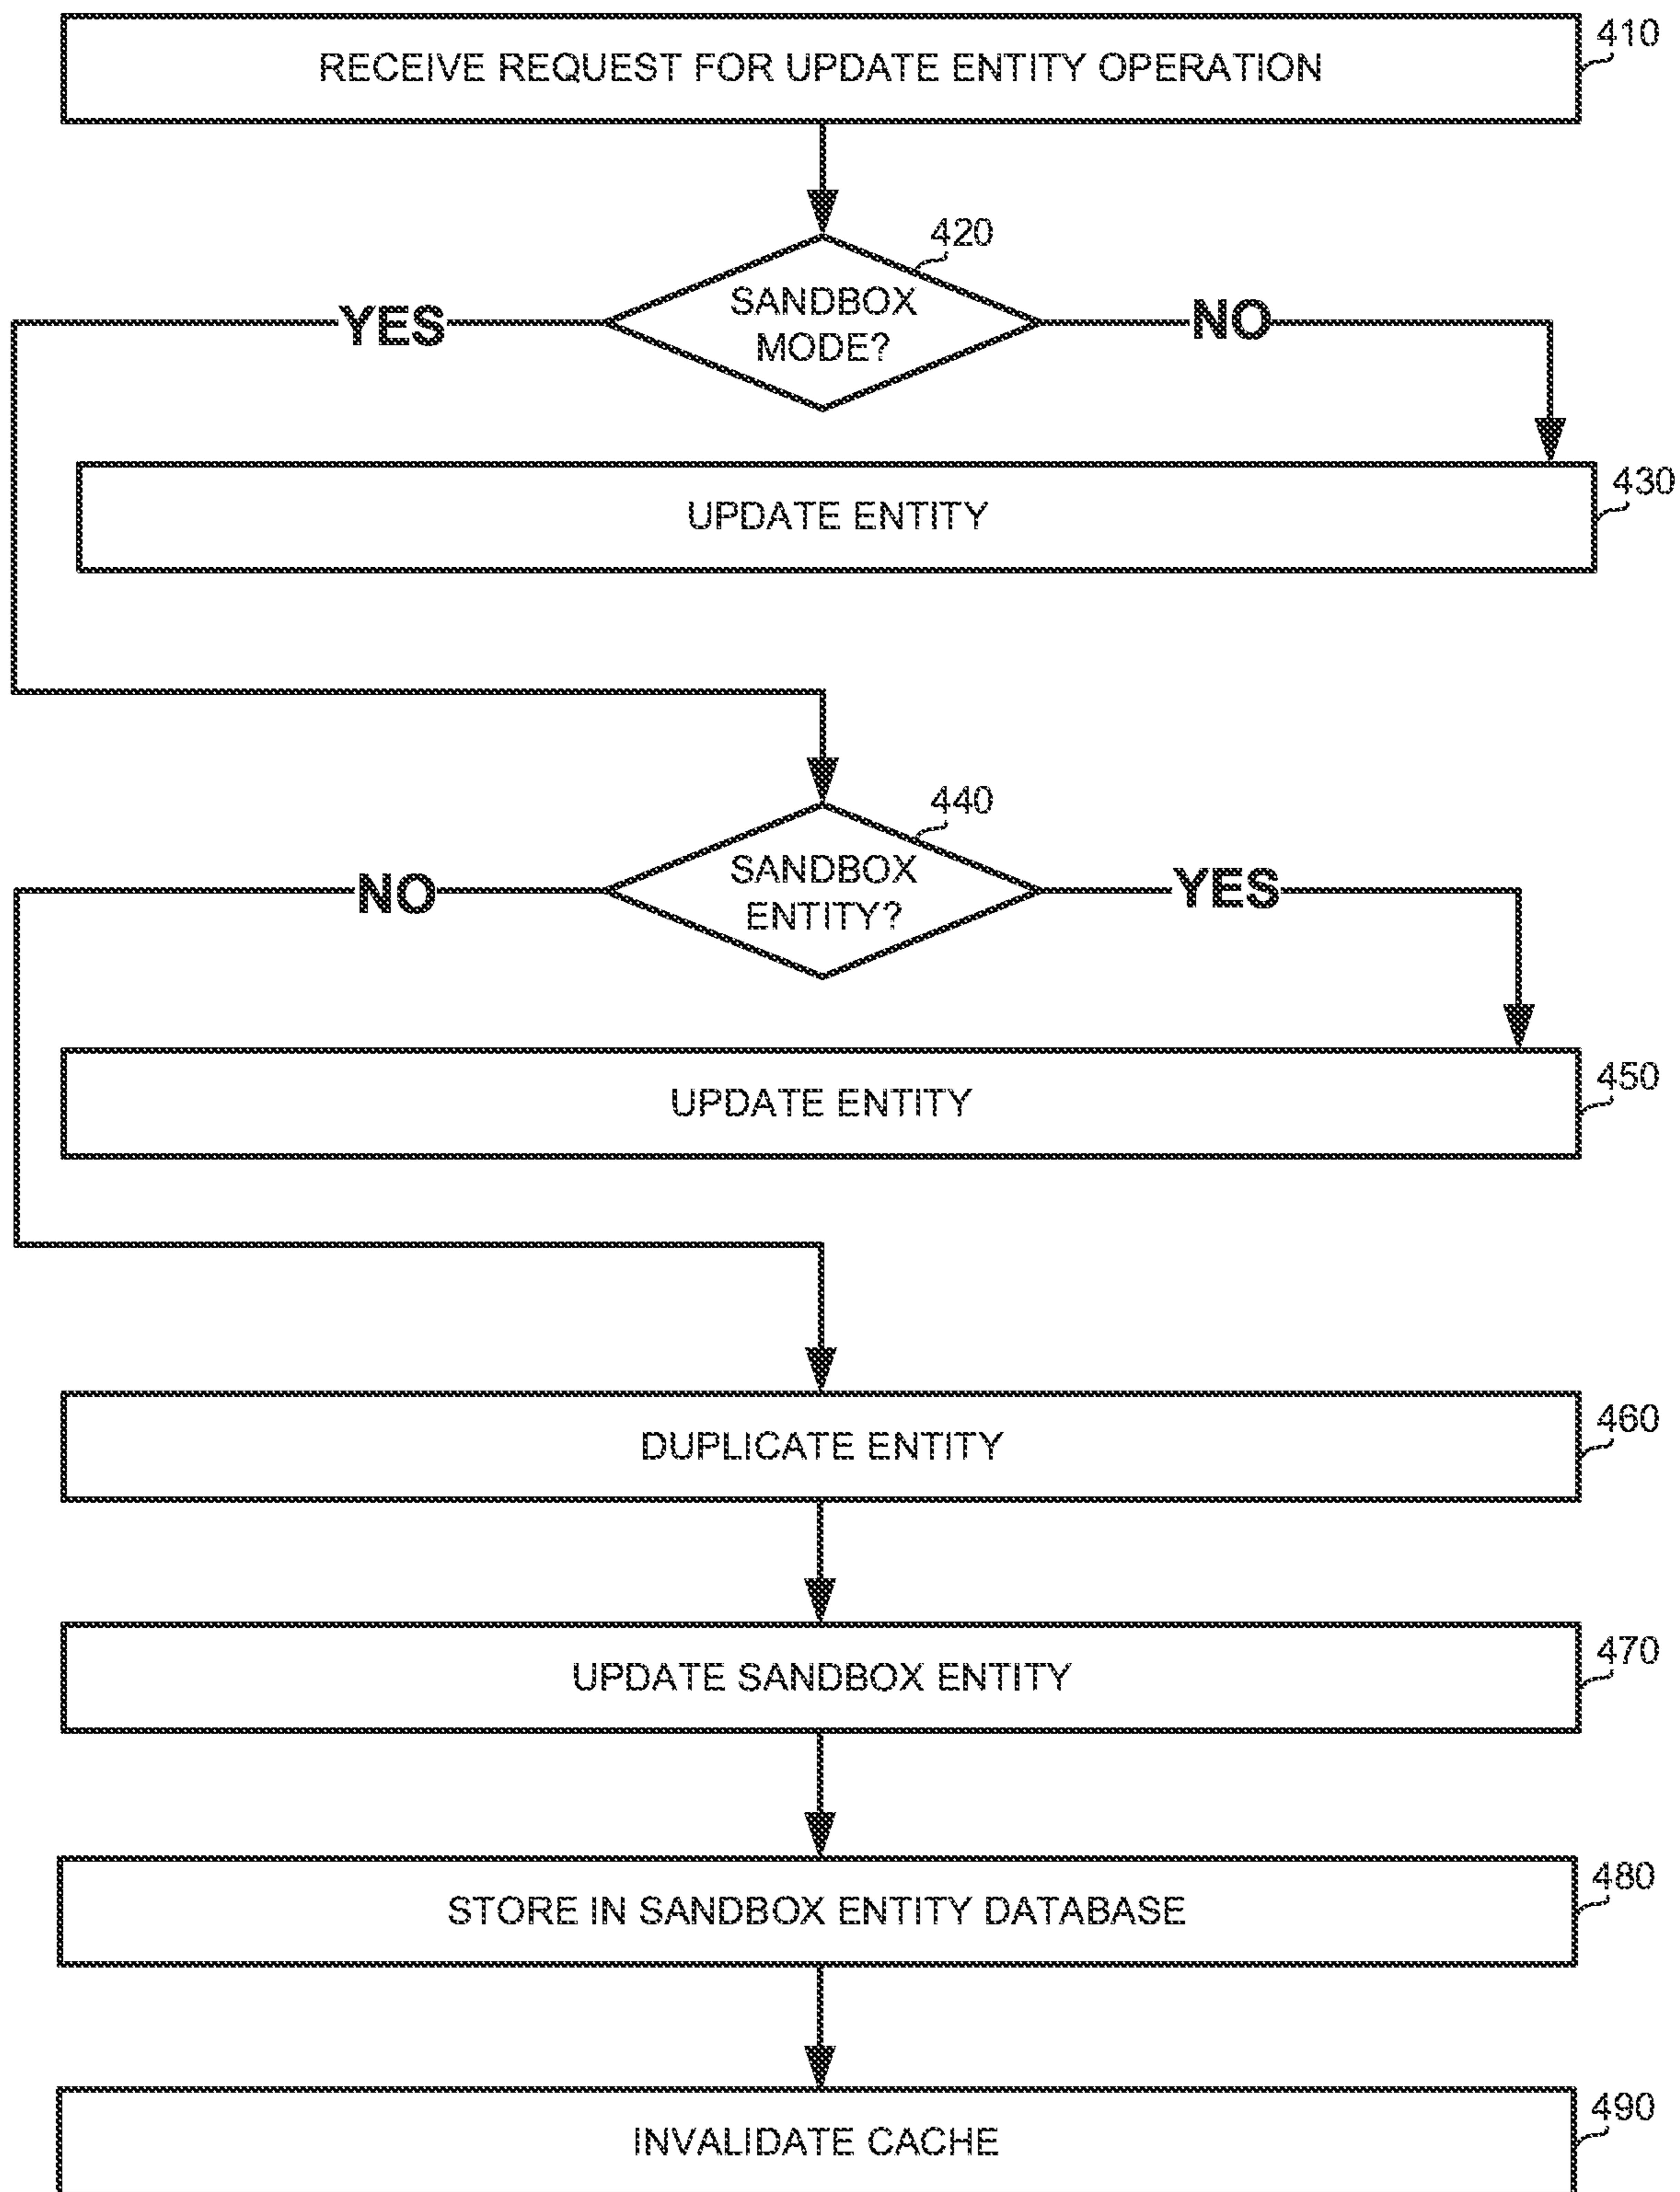 410
RECEIVE REQUEST FOR UPDATE ENTITY OPERATION
420
SANDBOX
MODE?
YES
NO
430
UPDATE ENTITY
440
SANDBOX
ENTITY?
NO
YES
450
UPDATE ENTITY
460
DUPLICATE ENTITY
470
UPDATE SANDBOX ENTITY
480
STORE IN SANDBOX ENTITY DATABASE
490
INVALIDATE CACHE